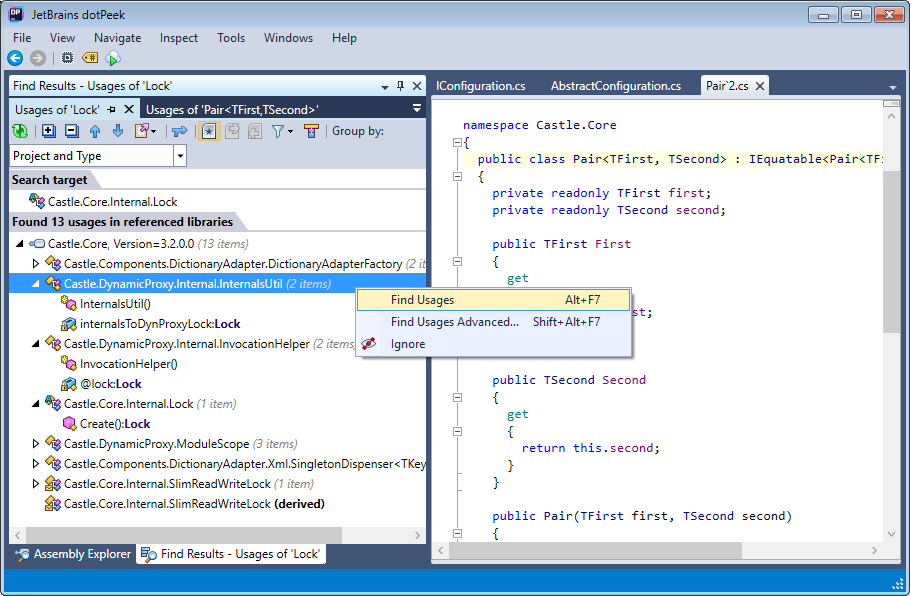 JetBrains dotPeek
File View Navigate Inspect Tools Windows Help
Find Results - Usages of 'Lock'
Usages of 'Lock' Usages of 'Pair<TFirst,TSecond>'
Group by:
Project and Type
Search target
Castle.Core.Internal.Lock
Found 13 usages in referenced libraries
Castle.Core, Version=3.2.0.0 (13 items)
Castle.Components.DictionaryAdapter.DictionaryAdapterFactory (2 it
Castle.DynamicProxy.Internal.InternalsUtil (2 items)
InternalsUtil()
internalsToDynProxyLock:Lock
Castle.DynamicProxy.Internal.InvocationHelper (2 items)
InvocationHelper()
@lock:Lock
Castle.Core.Internal.Lock (1 item)
Create():Lock
Castle.DynamicProxy.ModuleScope (3 items)
Castle.Components.DictionaryAdapter.Xml.SingletonDispenser<TKey
Castle.Core.Internal.SlimReadWriteLock (1 item)
Castle.Core.Internal.SlimReadWriteLock (derived)
Assembly Explorer Find Results - Usages of 'Lock'
Find Usages Alt+F7
Find Usages Advanced... Shift+Alt+F7
Ignore
IConfiguration.cs AbstractConfiguration.cs Pair`2.cs
namespace Castle.Core
{
public class Pair<TFirst, TSecond> : IEquatable<Pair<TFi
{
private readonly TFirst first;
private readonly TSecond second;
public TFirst First
{
get
st;
public TSecond Second
{
get
{
return this.second;
}
}
public Pair(TFirst first, TSecond second)
{